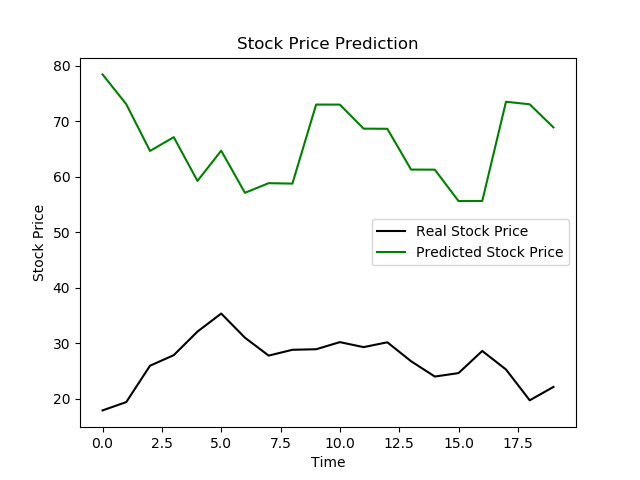 Stock Price Prediction
80
70
60
50
40
30
20
Stock Price
Real Stock Price
Predicted Stock Price
0.0 2.5 5.0 7.5 10.0 12.5 15.0 17.5
Time